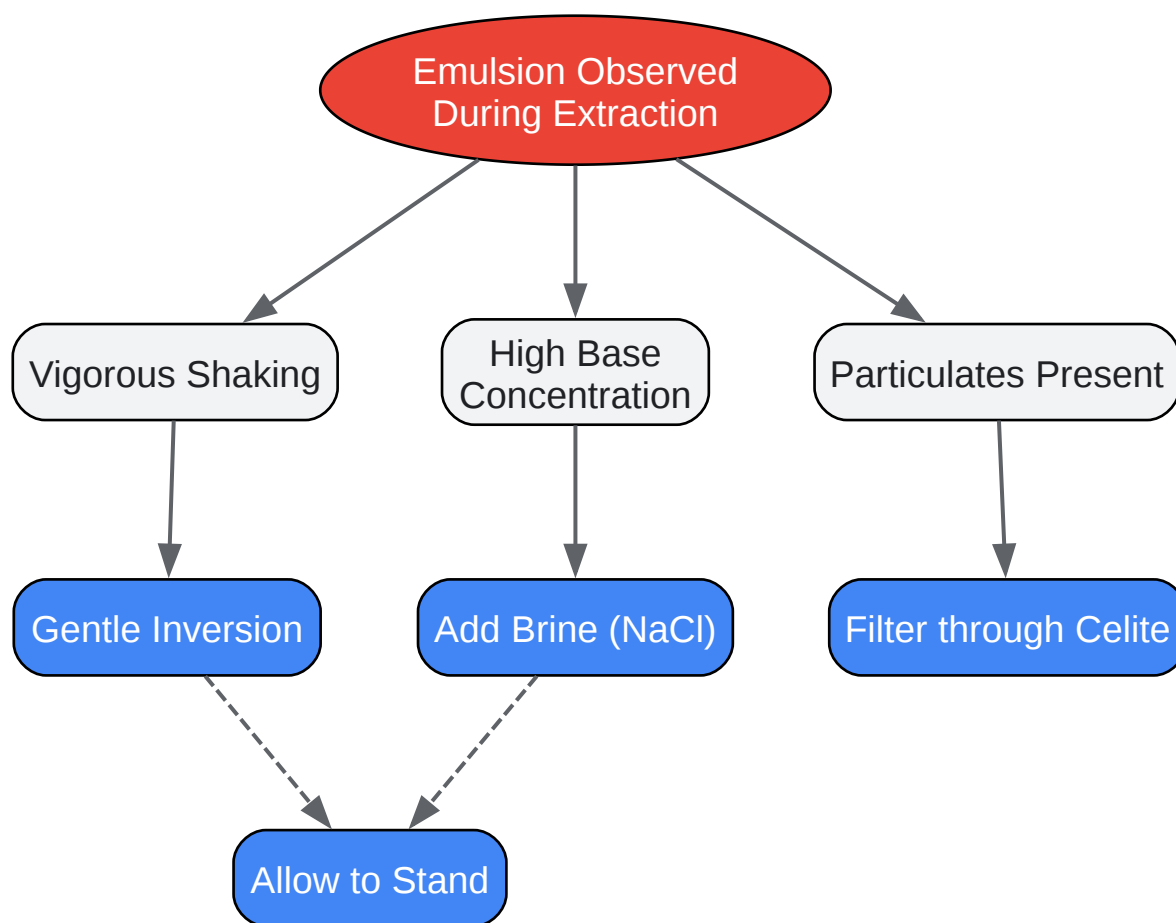 Emulsion Observed
During Extraction
Vigorous Shaking
High Base
Concentration
Particulates Present
Gentle Inversion
Add Brine (NaCl)
Filter through Celite
Allow to Stand